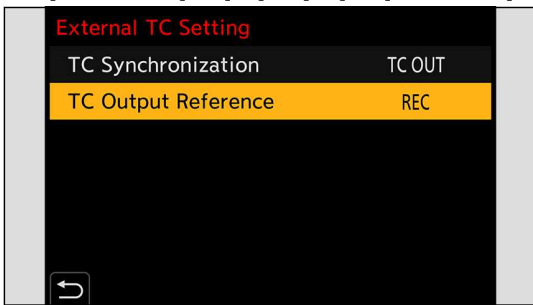 External TC Setting
TC Synchronization TC OUT
TC Output Reference REC